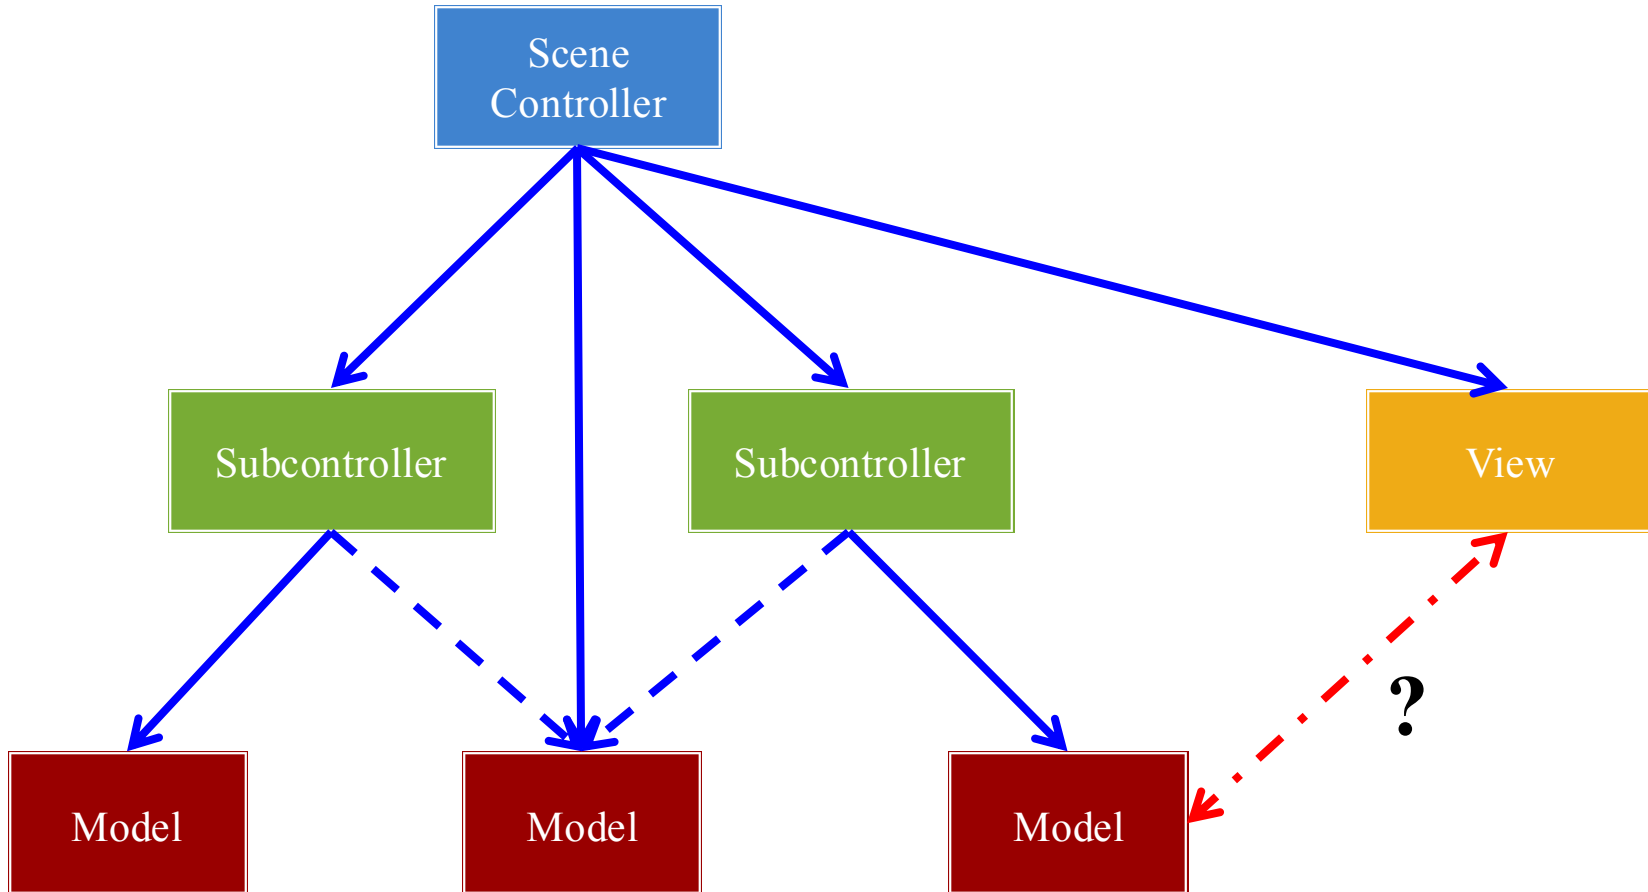 Scene
Controller
Subcontroller
Subcontroller
View
?
Model
Model
Model